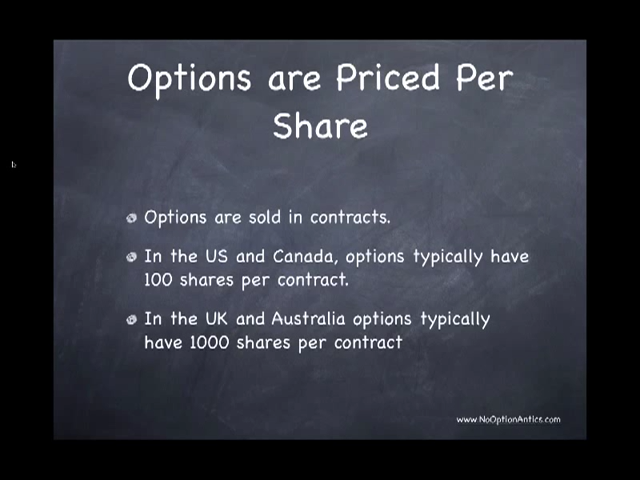 Options are Priced Per
Share
Options are sold in contracts.
In the US and Canada, options typically have
100 shares per contract.
In the UK and Australia options typically
have 1000 shares per contract
www.NoOptionAntics.com